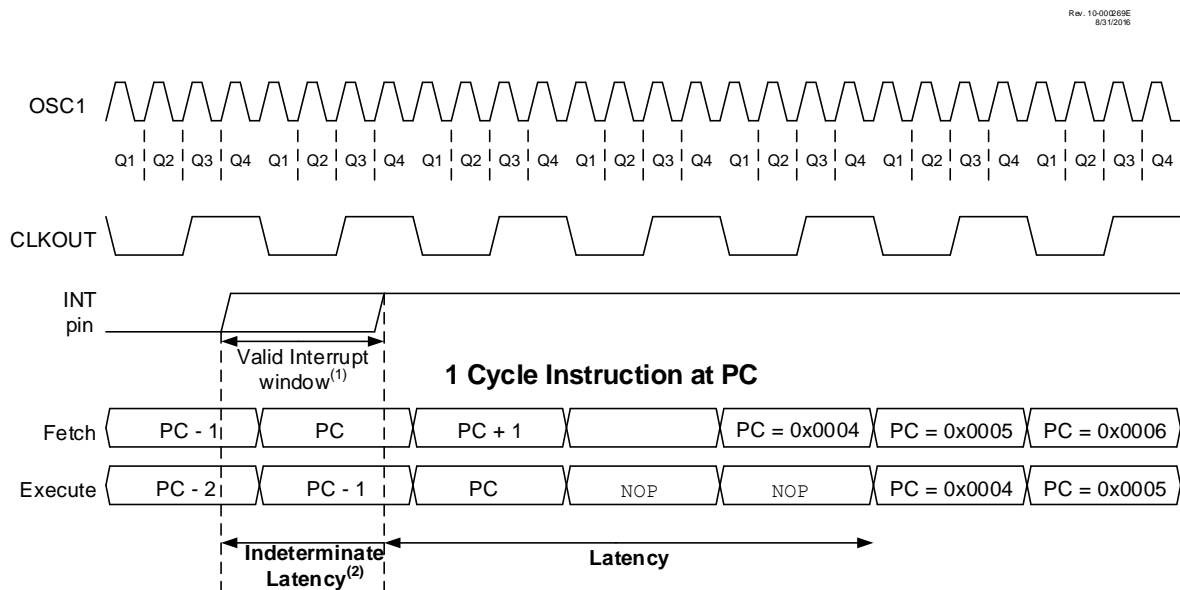 Rev. 10-000269E
8/31/2016
OSC1
Q1 Q2 Q3 Q4 Q1 Q2 Q3 Q4 Q1 Q2 Q3 Q4 Q1 Q2 Q3 Q4 Q1 Q2 Q3 Q4 Q1 Q2 Q3 Q4 Q1 Q2 Q3 Q4
CLKOUT
INT
pin
Valid Interrupt
window(1)
1 Cycle Instruction at PC
Fetch PC - 1 PC PC + 1 PC = 0x0004 PC = 0x0005 PC = 0x0006
Execute PC - 2 PC - 1 PC NOP NOP PC = 0x0004 PC = 0x0005
Indeterminate
Latency(2)
Latency